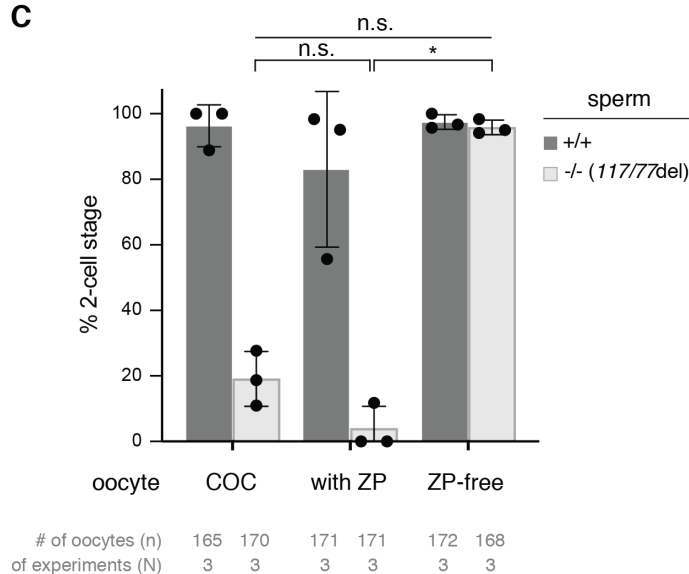 C
n.s.
n.s. *
sperm
+/+
-/- (117/77del)
% 2-cell stage
100
80
60
40
20
0
oocyte COC with ZP ZP-free
# of oocytes (n) 165 170 171 171 172 168
of experiments (N) 3 3 3 3 3 3